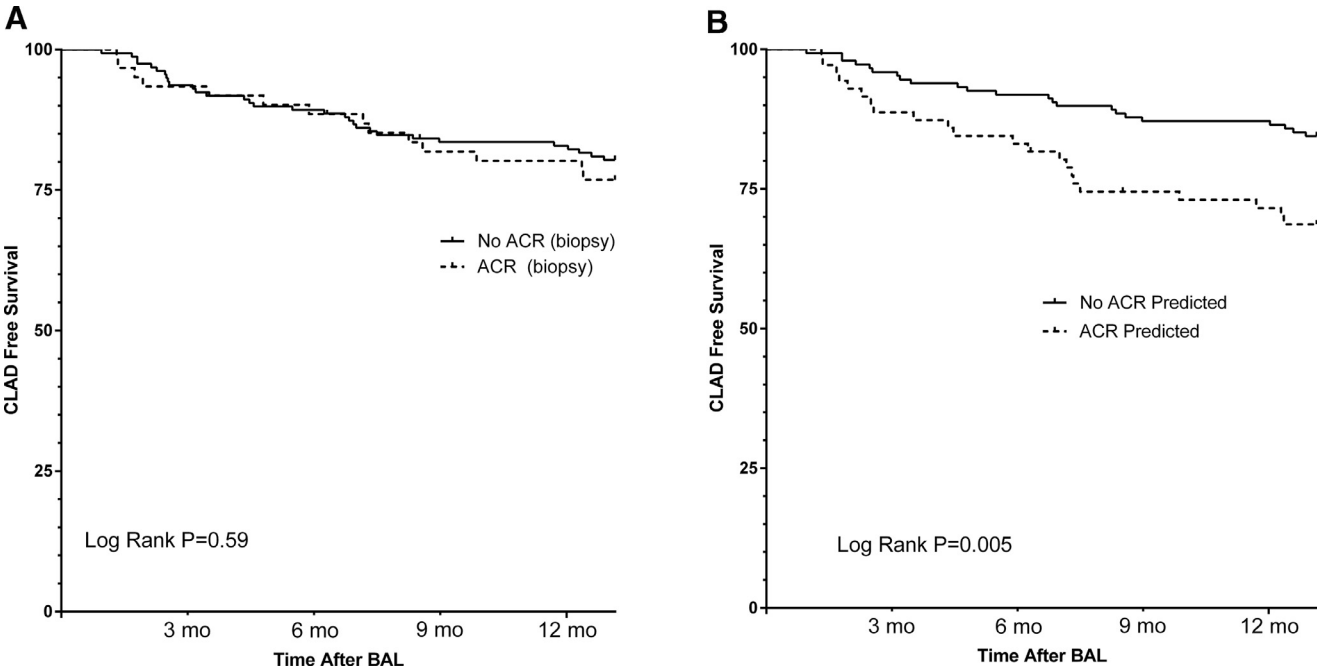 A
100
75
50
25
0
CLAD Free Survival
No ACR (biopsy)
ACR (biopsy)
Log Rank P=0.59
3 mo
6 mo
9 mo
12 mo
Time After BAL
B
100
75
50
25
0
CLAD Free Survival
No ACR Predicted
ACR Predicted
Log Rank P=0.005
3 mo
6 mo
9 mo
12 mo
Time After BAL